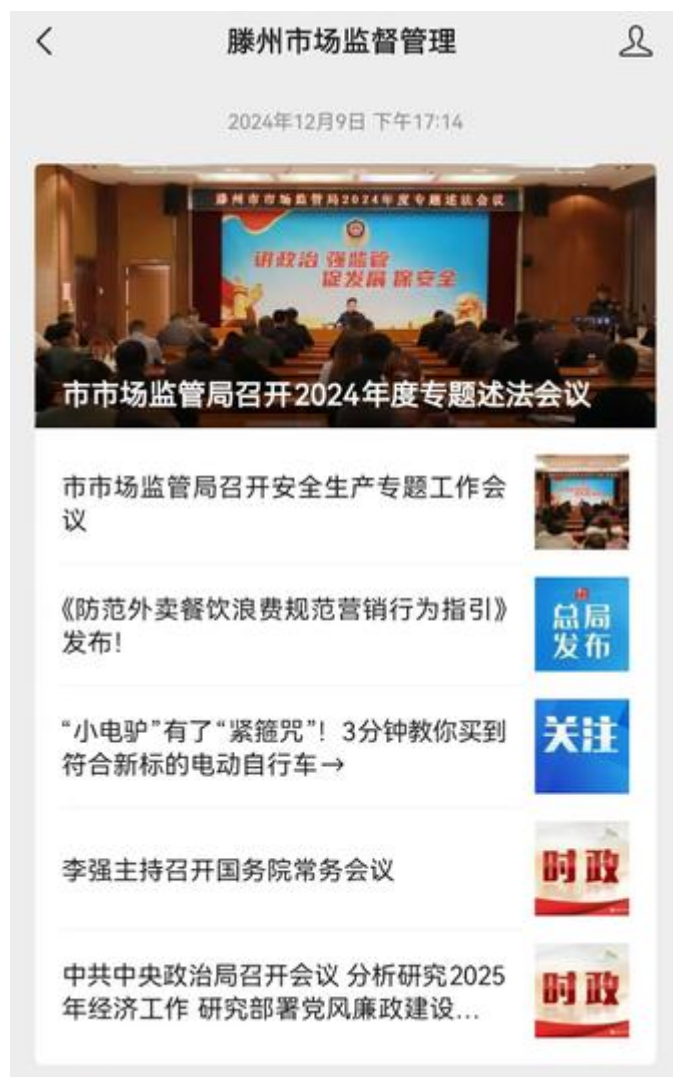 滕州市场监督管理
2024年12月9日 下午17:14
滕州市市场监管局2024年度专题述法会议
讲政治 强监管
促发展 保安全
市市场监管局召开2024年度专题述法会议
市市场监管局召开安全生产专题工作会
议
《防范外卖餐饮浪费规范营销行为指引》
发布!
总局
发布
“小电驴”有了“紧箍咒”! 3分钟教你买到
符合新标的电动自行车→
关注
李强主持召开国务院常务会议
时政
中共中央政治局召开会议 分析研究2025
年经济工作 研究部署党风廉政建设...
时政